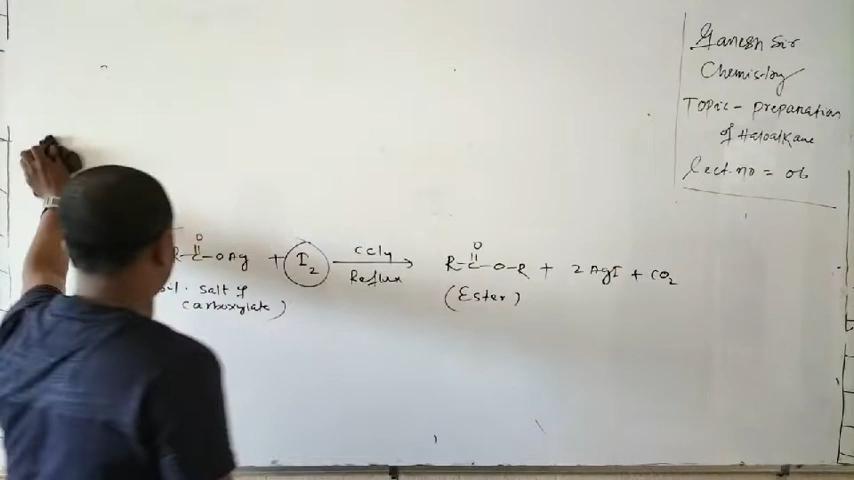 Ganesh Sir
Chemistry
Topic - preparation
of Haloalkane
Lect. no = 06
O O
R-C-OAg + I2 CCl4 R-C-O-R + 2AgI + CO2
Reflux
salt of (Ester)
carboxylate)